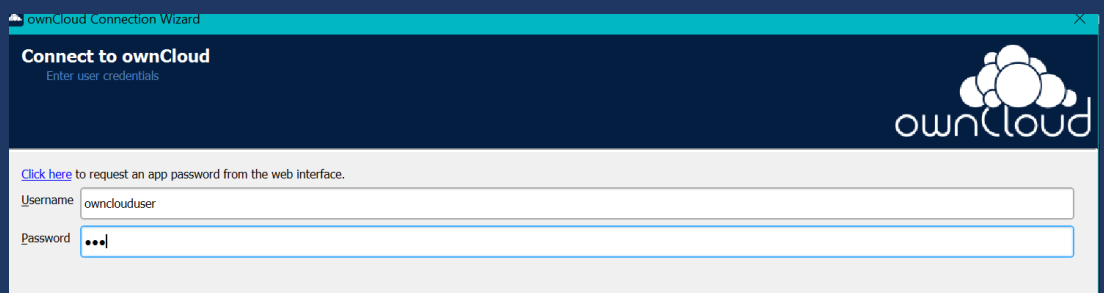 ownCloud Connection Wizard
Connect to ownCloud
Enter user credentials
ownCloud
Click here to request an app password from the web interface.
Username ownclouduser
Password •••